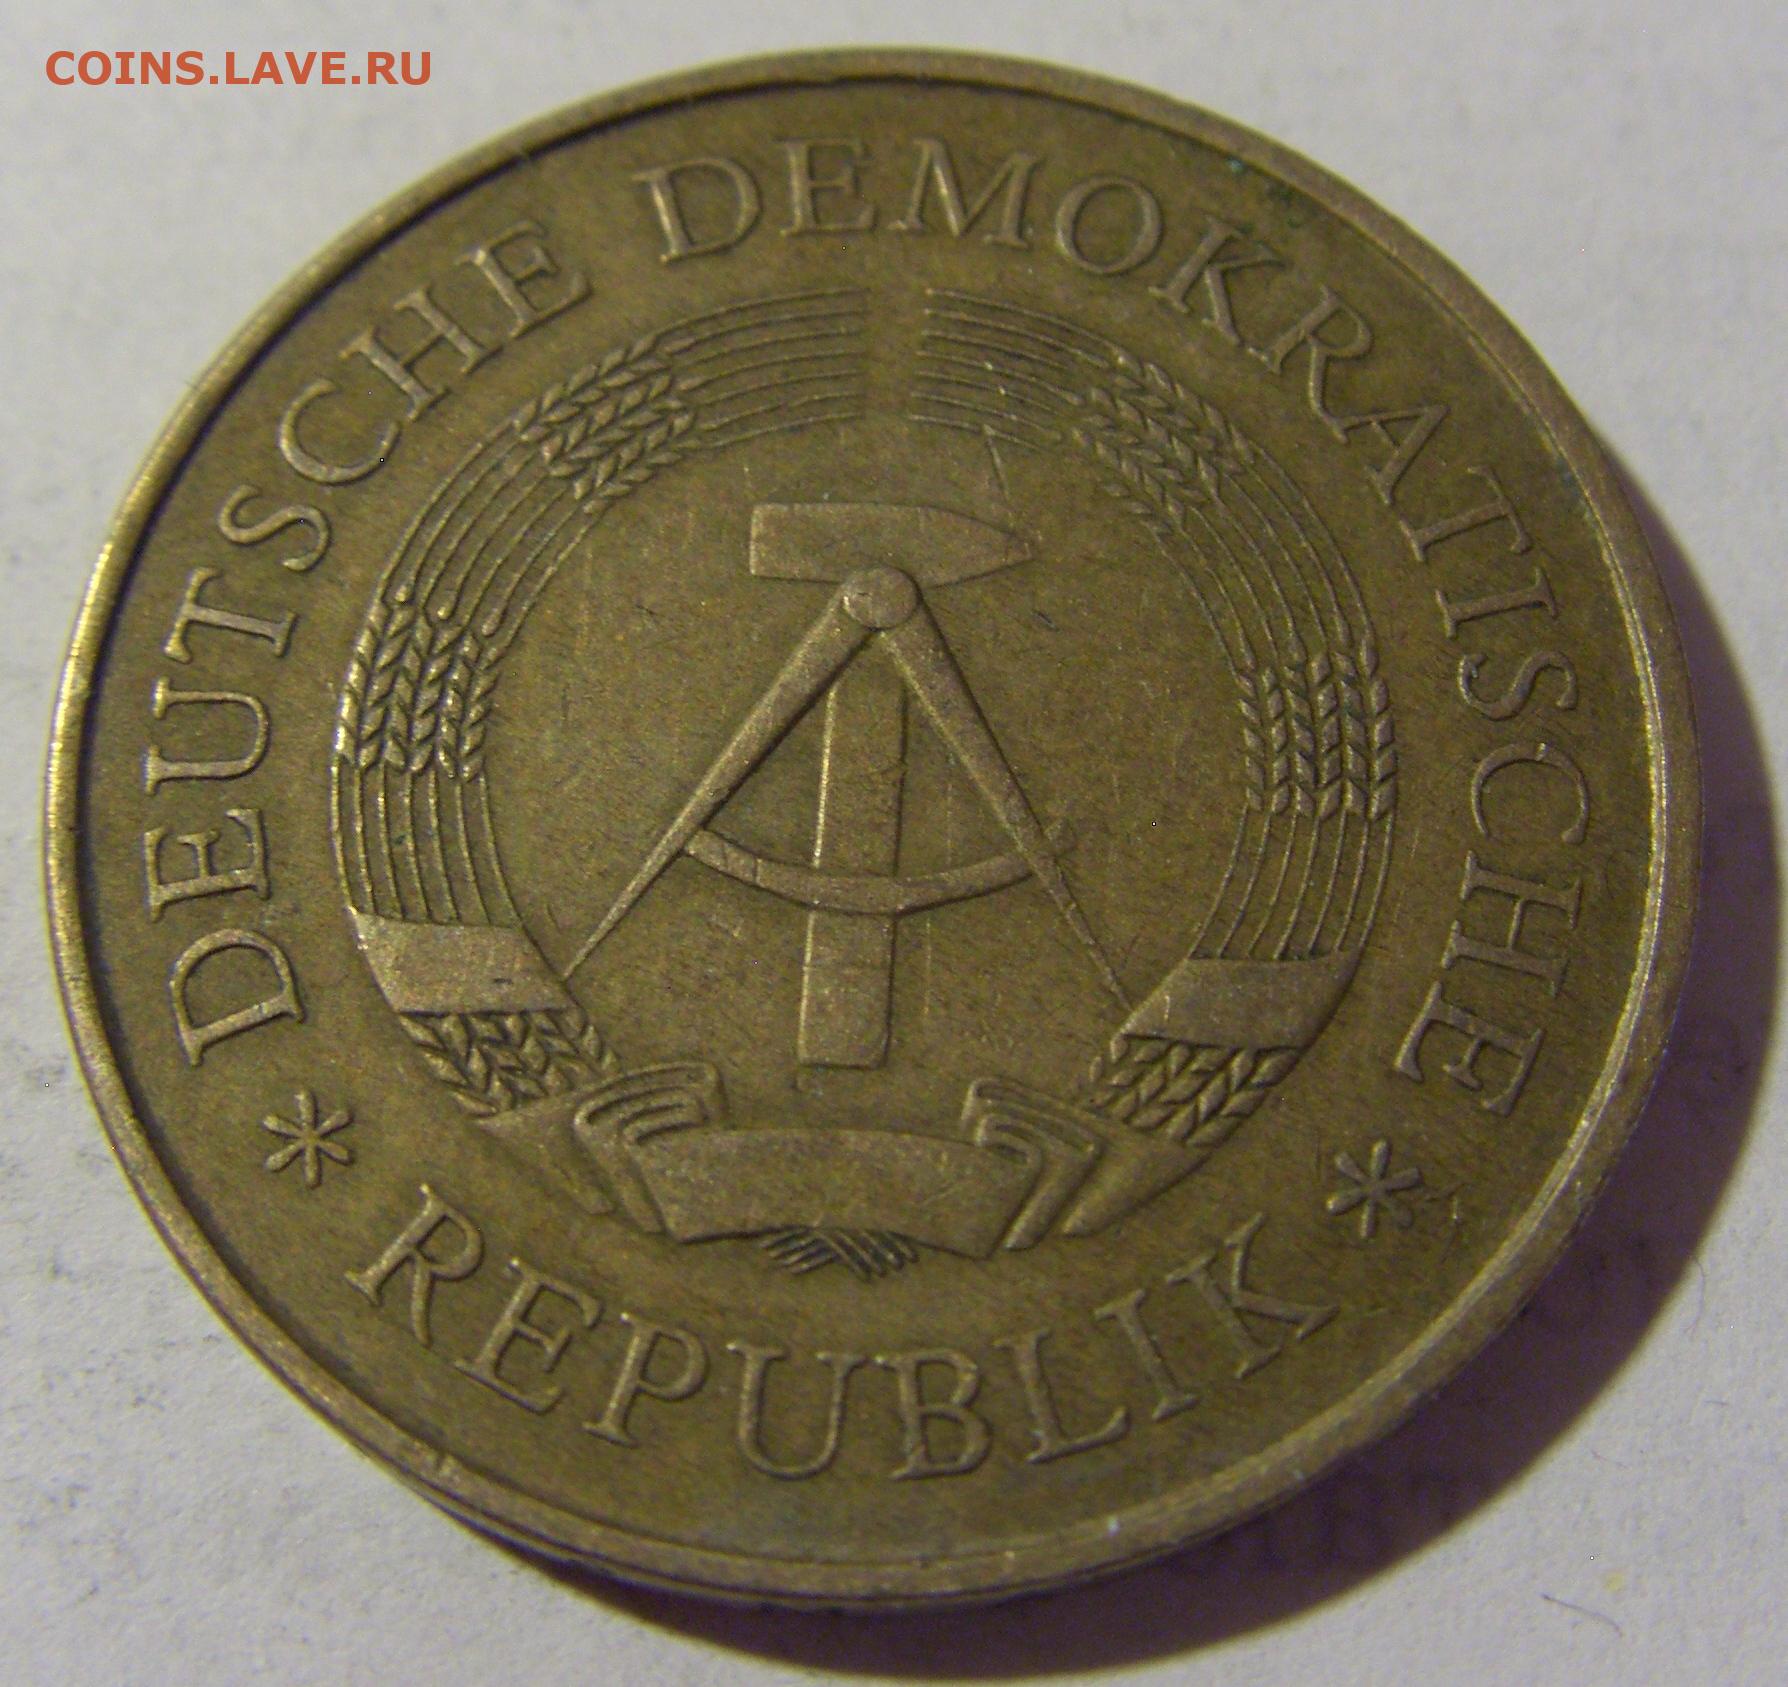 COINS.LAVE.RU
DEUTSCHE DEMOKRATISCHE
* REPUBLIK *